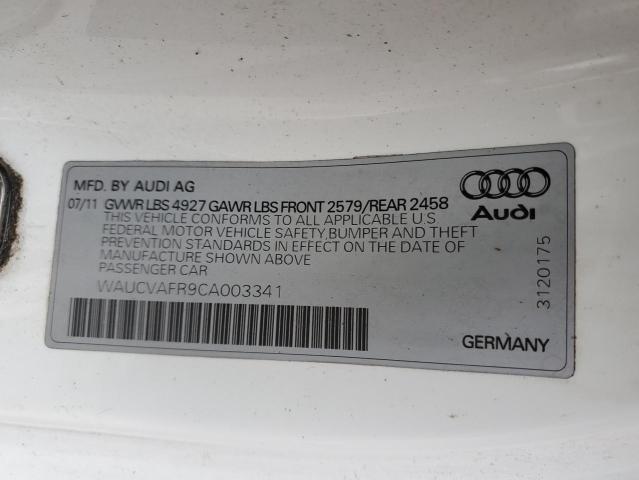 MFD. BY AUDI AG
07/11 GVWR LBS 4927 GAWR LBS FRONT 2579/REAR 2458
THIS VEHICLE CONFORMS TO ALL APPLICABLE U.S
FEDERAL MOTOR VEHICLE SAFETY,BUMPER AND THEFT
PREVENTION STANDARDS IN EFFECT ON THE DATE OF
MANUFACTURE SHOWN ABOVE
PASSENGER CAR
WAUCVAFR9CA003341
Audi
3120175
GERMANY